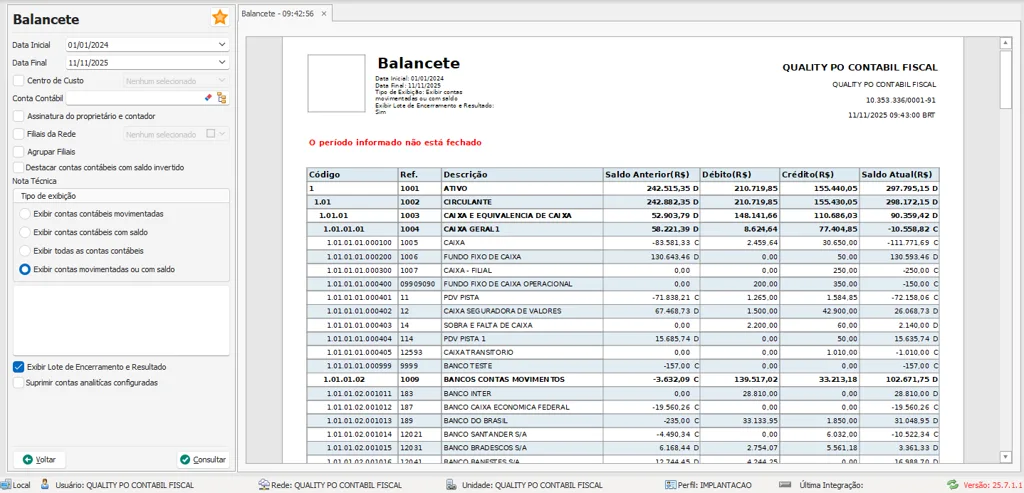 Balancete
Data Inicial 01/01/2024
Data Final 11/11/2025
Centro de Custo Nenhum selecionado
Conta Contábil
Assinatura do proprietário e contador
Filiais da Rede Nenhum selecionado
Agrupar Filiais
Destacar contas contábeis com saldo invertido
Nota Técnica
Tipo de exibição
Exibir contas contábeis movimentadas
Exibir contas contábeis com saldo
Exibir todas as contas contábeis
Exibir contas movimentadas ou com saldo
Exibir Lote de Encerramento e Resultado
Suprimir contas analitícas configuradas
Voltar
Consultar
Balancete - 09:42:56 ×
Balancete
Data Inicial: 01/01/2024
Data Final: 11/11/2025
Tipo de Exibição: Exibir contas
movimentadas ou com saldo
Exibir Lote de Encerramento e Resultado:
Sim
QUALITY PO CONTABIL FISCAL
QUALITY PO CONTABIL FISCAL
10.353.336/0001-91
11/11/2025 09:43:00 BRT
O período informado não está fechado
Código Ref. Descrição Saldo Anterior(R$) Débito(R$) Crédito(R$) Saldo Atual(R$)
1 1001 ATIVO 242.515,35 D 210.719,85 155.440,05 297.795,15 D
1.01 1002 CIRCULANTE 242.882,35 D 210.719,85 155.430,05 298.172,15 D
1.01.01 1003 CAIXA E EQUIVALENCIA DE CAIXA 52.903,79 D 148.141,66 110.686,03 90.359,42 D
1.01.01.01 1004 CAIXA GERAL1 58.221,39 D 8.624,64 77.404,85 -10.558,82 C
1.01.01.01.000100 1005 CAIXA -83.581,33 C 2.459,64 30.650,00 -111.771,69 C
1.01.01.01.000200 1006 FUNDO FIXO DE CAIXA 130.643,46 D 0,00 50,00 130.593,46 D
1.01.01.01.000300 1007 CAIXA - FILIAL 0,00 0,00 250,00 -250,00 C
1.01.01.01.000400 09909090 FUNDO FIXO DE CAIXA OPERACIONAL 0,00 200,00 350,00 -150,00 C
1.01.01.01.000401 11 PDV PISTA -71.838,21 C 1.265,00 1.584,85 -72.158,06 C
1.01.01.01.000402 12 CAIXA SEGURADORA DE VALORES 67.468,73 D 1.500,00 42.900,00 26.068,73 D
1.01.01.01.000403 14 SOBRA E FALTA DE CAIXA 0,00 2.200,00 60,00 2.140,00 D
1.01.01.01.000404 114 PDV PISTA 1 15.685,74 D 0,00 50,00 15.635,74 D
1.01.01.01.000405 12593 CAIXA TRANSITORIO 0,00 0,00 1.010,00 -1.010,00 C
1.01.01.01.000999 9999 BANCO TESTE -157,00 C 0,00 0,00 -157,00 C
1.01.01.02 1009 BANCOS CONTAS MOVIMENTOS -3.632,09 C 139.517,02 33.213,18 102.671,75 D
1.01.01.02.001011 183 BANCO INTER 0,00 28.810,00 0,00 28.810,00 D
1.01.01.02.001012 187 BANCO CAIXA ECONOMICA FEDERAL -19.560,26 C 0,00 0,00 -19.560,26 C
1.01.01.02.001013 189 BANCO DO BRASIL -235,00 C 33.133,95 1.850,00 31.048,95 D
1.01.01.02.001014 12021 BANCO SANTANDER S/A -4.490,34 C 0,00 6.032,00 -10.522,34 C
1.01.01.02.001015 12031 BANCO BRADESCOS S/A 6.168,44 D 2.754,07 5.561,18 3.361,33 D
1.01.01.02.001016 12041 BANCO BANESTES S/A 12.744,45 D 4.244,25 0,00 16.988,70 D
Local Usuário: QUALITY PO CONTABIL FISCAL Rede: QUALITY PO CONTABIL FISCAL Unidade: QUALITY PO CONTABIL FISCAL Perfil: IMPLANTACAO Última Integração: Versão: 25.7.1.1